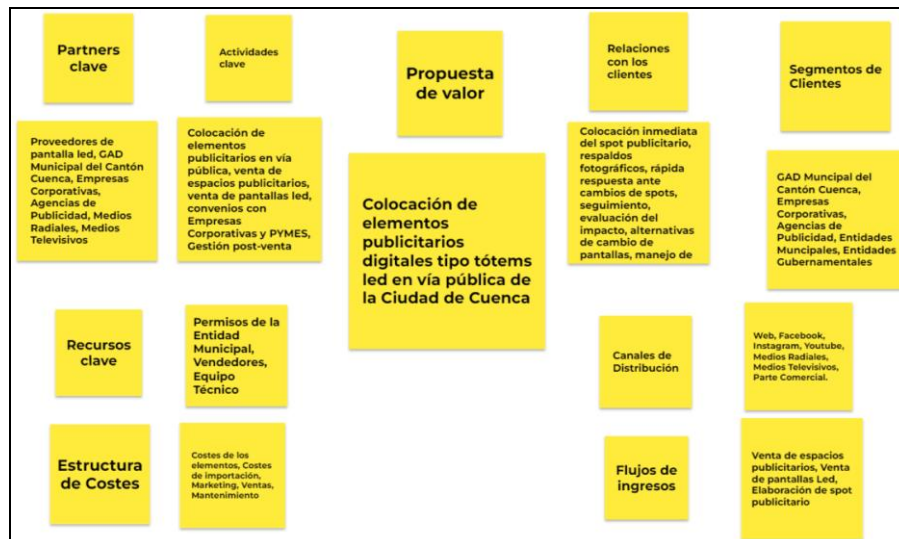 Partners
clave
Actividades
clave
Propuesta
de valor
Relaciones
con los
clientes
Segmentos de
Clientes
Proveedores de
pantalla led, GAD
Municipal del Cantón
Cuenca, Empresas
Corporativas,
Agencias de
Publicidad, Medios
Radiales, Medios
Televisivos
Colocación de
elementos
publicitarios en vía
pública, venta de
espacios publicitarios,
venta de pantallas led,
convenios con
Empresas
Corporativas y PYMES,
Gestión post-venta
Colocación de
elementos
publicitarios
digitales tipo tótems
led en vía pública de
la Ciudad de Cuenca
Colocación inmediata
del spot publicitario,
respaldos
fotográficos, rápida
respuesta ante
cambios de spots,
seguimiento,
evaluación del
impacto, alternativas
de cambio de
pantallas, manejo de
GAD Muncipal del
Cantón Cuenca,
Empresas
Corporativas,
Agencias de
Publicidad, Entidades
Muncipales, Entidades
Gubernamentales
Recursos
clave
Permisos de la
Entidad
Municipal,
Vendedores,
Equipo
Técnico
Canales de
Distribución
Web, Facebook,
Instagram, Youtube,
Medios Radiales,
Medios Televisivos,
Parte Comercial.
Estructura
de Costes
Costes de los
elementos, Costes
de importación,
Marketing, Ventas,
Mantenimiento
Flujos de
ingresos
Venta de espacios
publicitarios, Venta
de pantallas Led,
Elaboración de spot
publicitario